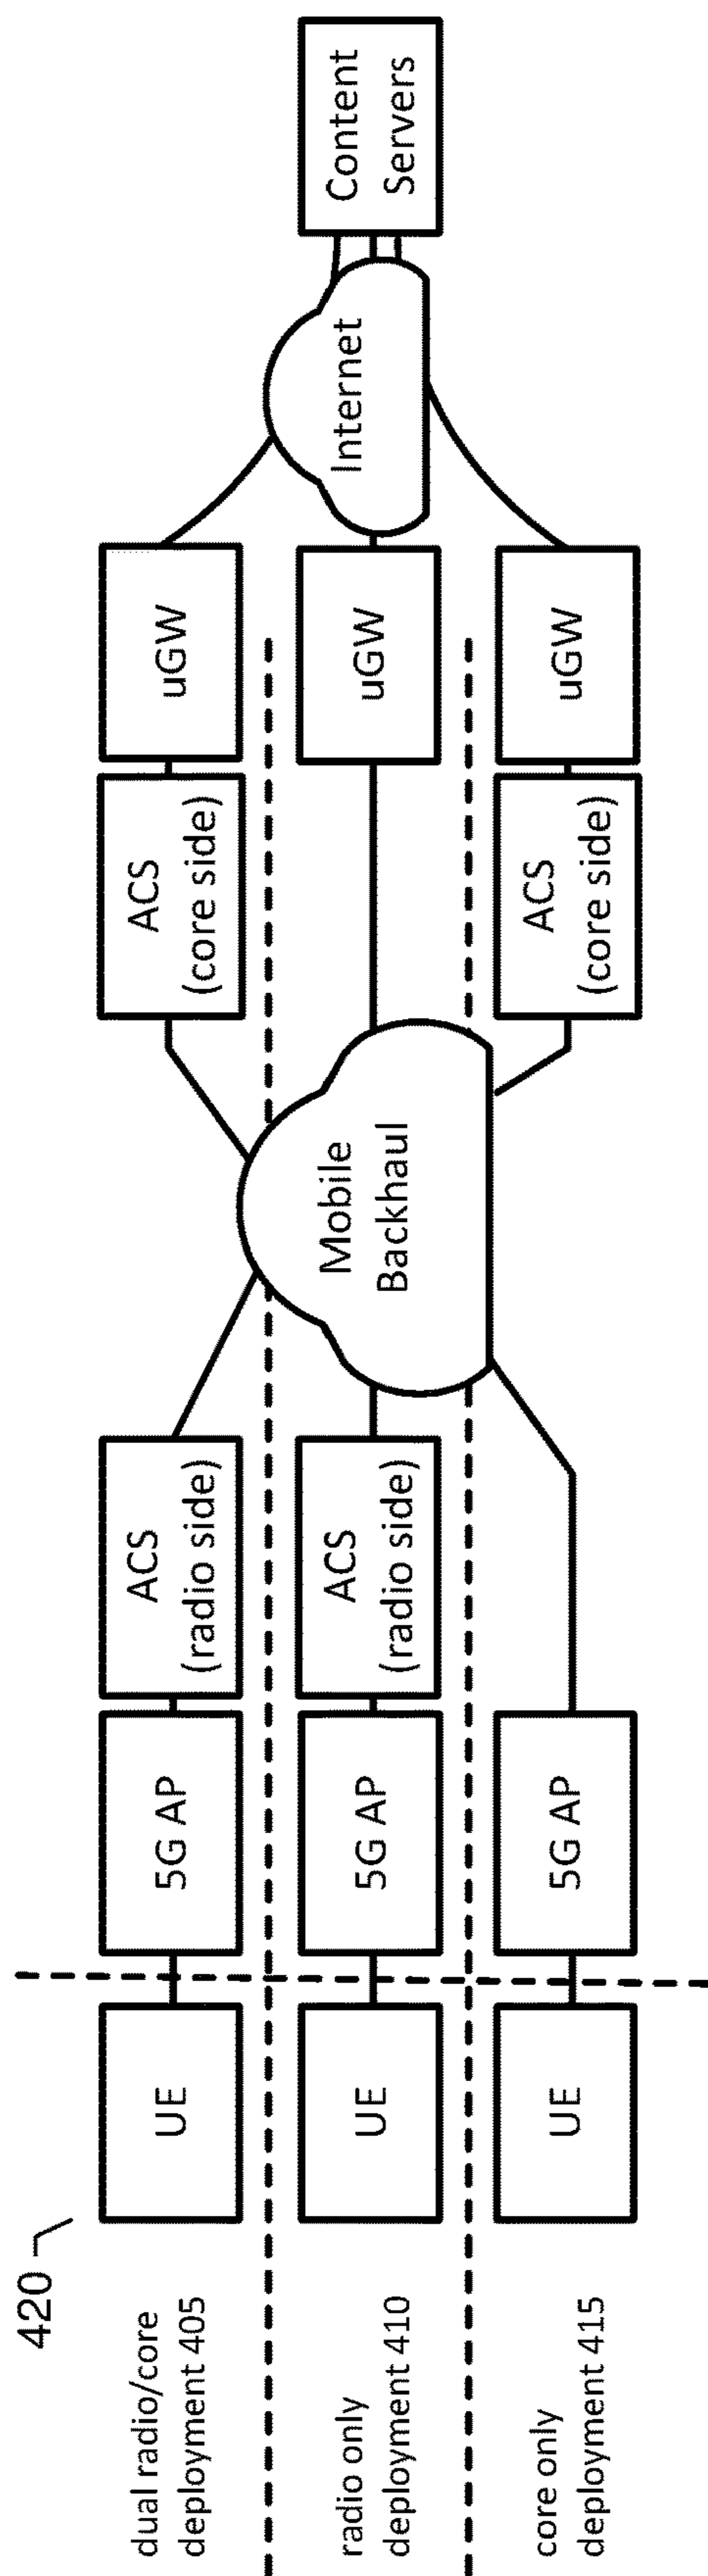 420
dual radio/core
deployment 405
UE
5G AP
ACS
(radio side)
ACS
(core side)
uGW
radio only
deployment 410
UE
5G AP
ACS
(radio side)
Mobile
Backhaul
uGW
Internet
Content
Servers
core only
deployment 415
UE
5G AP
ACS
(core side)
uGW